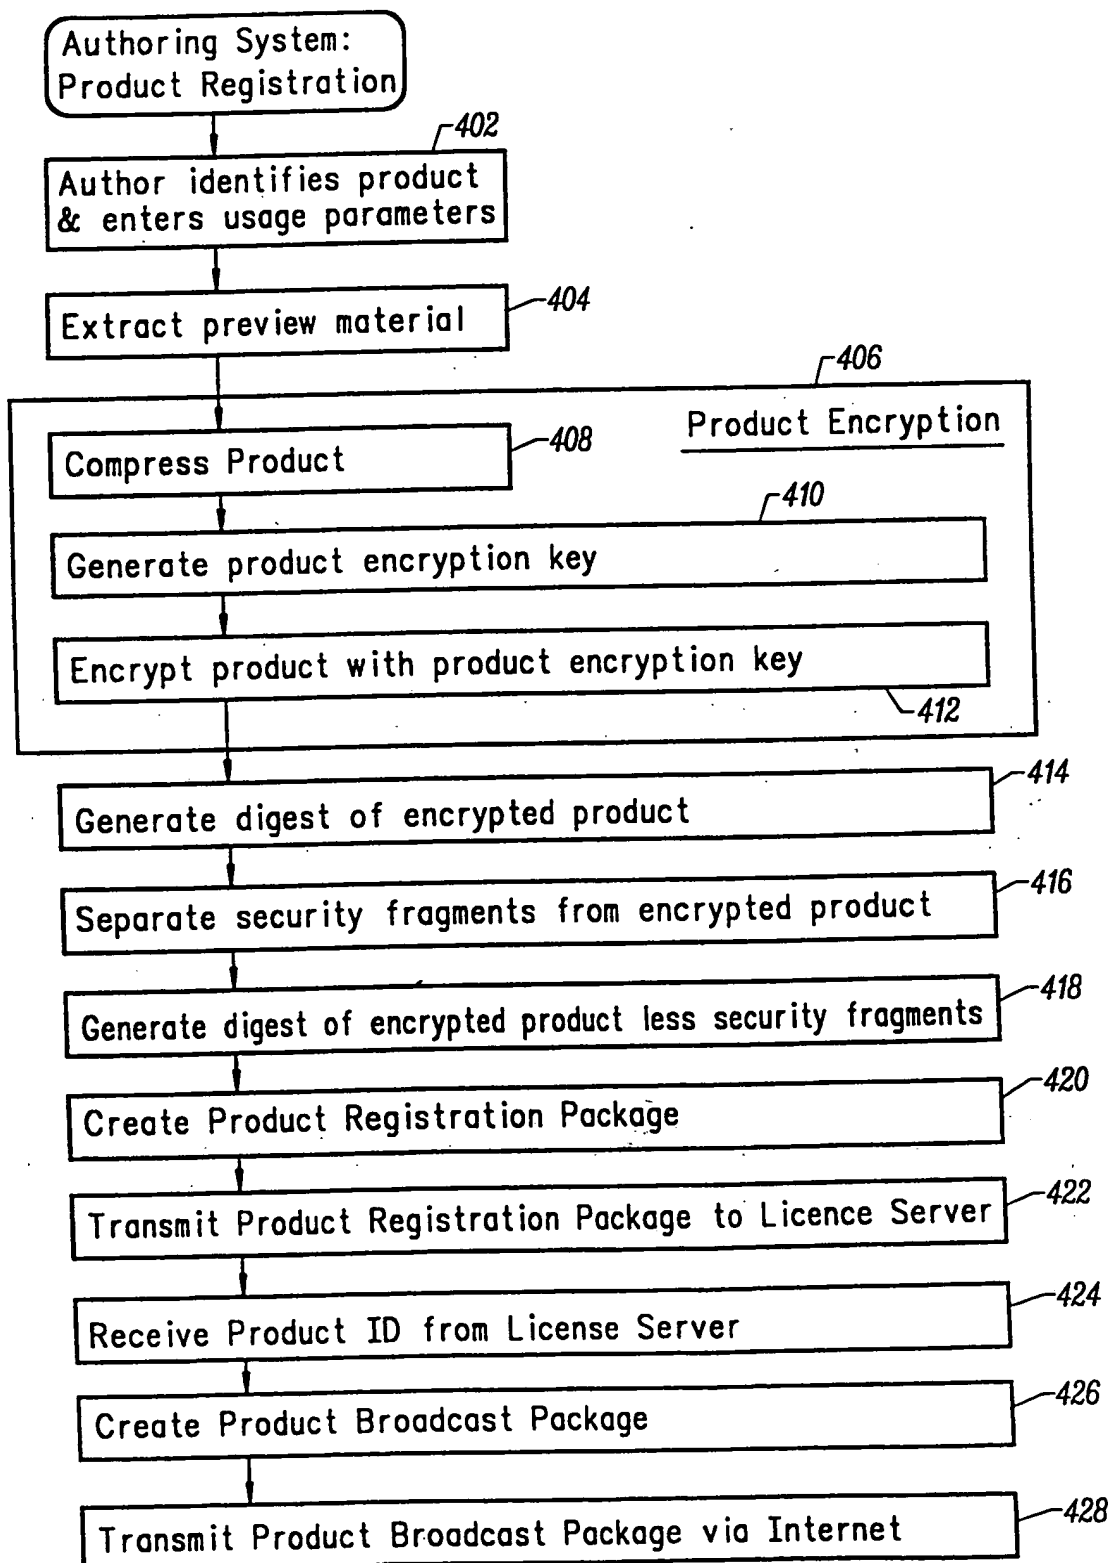 Authoring System:
Product Registration
402
Author identifies product
& enters usage parameters
404
Extract preview material
406
Product Encryption
408
Compress Product
410
Generate product encryption key
Encrypt product with product encryption key
412
414
Generate digest of encrypted product
416
Separate security fragments from encrypted product
418
Generate digest of encrypted product less security fragments
420
Create Product Registration Package
422
Transmit Product Registration Package to Licence Server
424
Receive Product ID from License Server
426
Create Product Broadcast Package
428
Transmit Product Broadcast Package via Internet